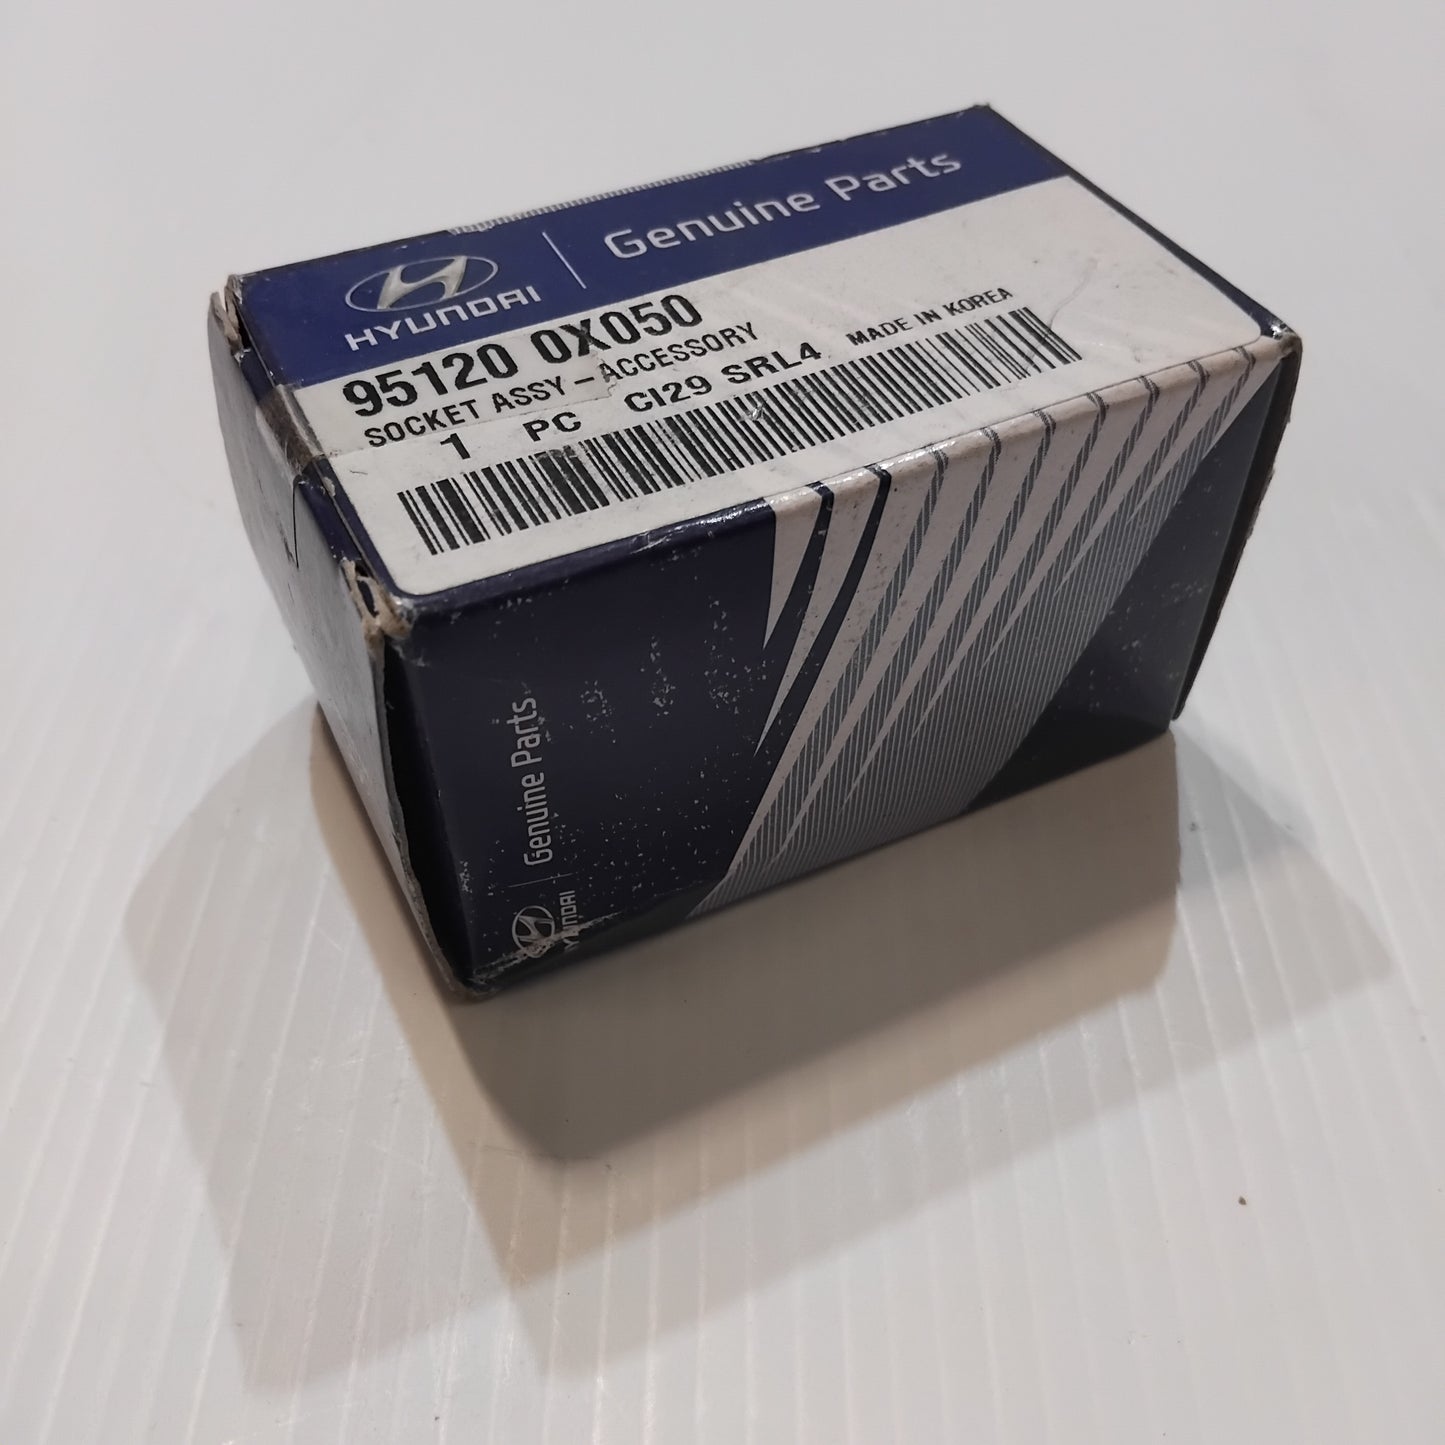 HYUNDAI
Genuine Parts
95120 0X050
SOCKET ASSY-ACCESSORY
1 PC CI29 SRL4 MADE IN KOREA
Genuine Parts
HYUNDAI